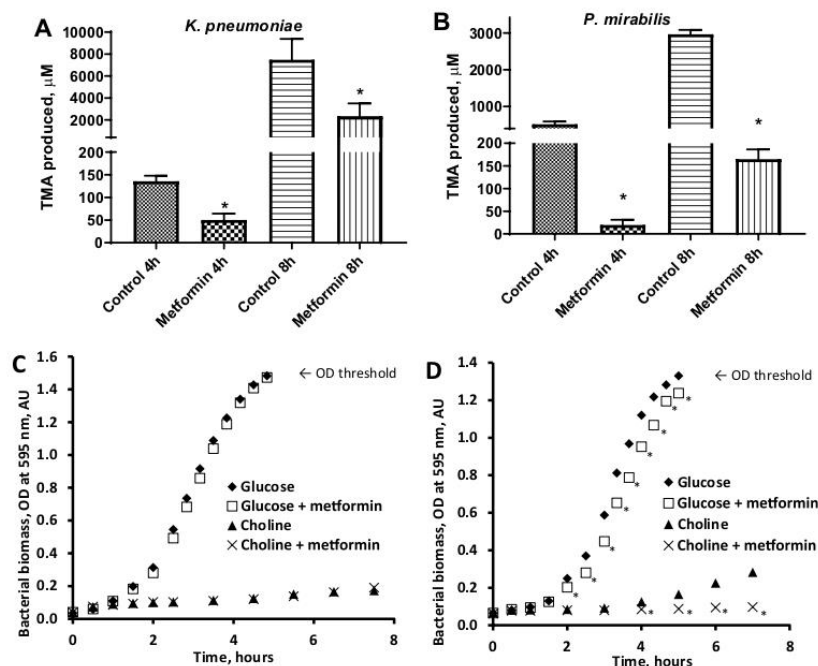 A
K. pneumoniae
TMA produced, µM
10000
8000
6000
4000
2000
200
150
100
50
0
*
*
Control 4h
Metformin 4h
Control 8h
Metformin 8h
B
P. mirabilis
TMA produced, µM
3000
2000
1000
200
150
100
50
0
*
*
Control 4h
Metformin 4h
Control 8h
Metformin 8h
C
Bacterial biomass, OD at 595 nm, AU
1.6
1.4
1.2
1.0
0.8
0.6
0.4
0.2
0.0
← OD threshold
Glucose
Glucose + metformin
Choline
Choline + metformin
0 2 4 6 8
Time, hours
D
Bacterial biomass, OD at 595 nm, AU
1.4
1.2
1.0
0.8
0.6
0.4
0.2
0.0
← OD threshold
Glucose
Glucose + metformin
Choline
Choline + metformin
0 2 4 6 8
Time, hours